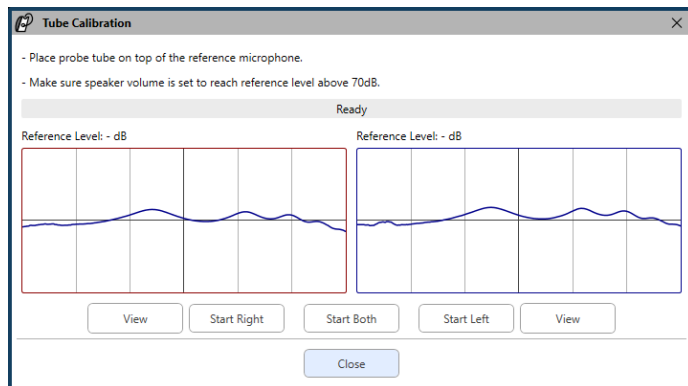 Tube Calibration
- Place probe tube on top of the reference microphone.
- Make sure speaker volume is set to reach reference level above 70dB.
Ready
Reference Level: - dB
Reference Level: - dB
View
Start Right
Start Both
Start Left
View
Close